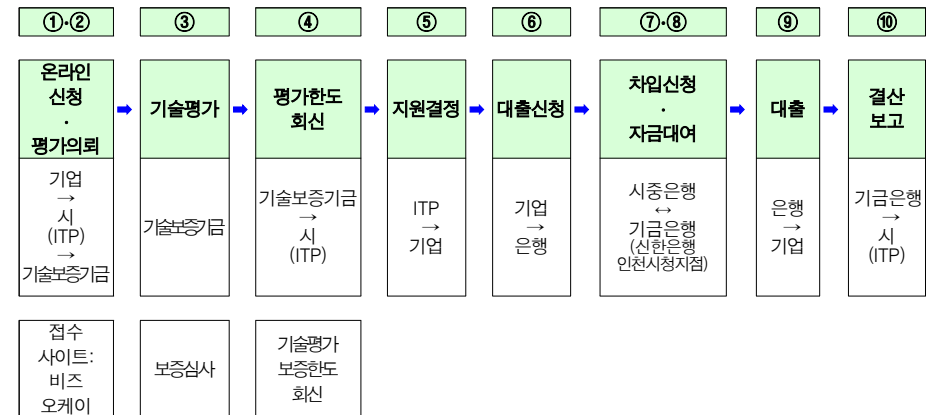 ①·② ③ ④ ⑤ ⑥ ⑦·⑧ ⑨ ⑩
온라인
신청
·
평가의뢰
➡
기술평가
➡
평가한도
회신
➡
지원결정
➡
대출신청
➡
차입신청
·
자금대여
➡
대출
➡
결산
보고
기업
→
시
(ITP)
→
기술보증기금
기술보증기금
기술보증기금
→
시
(ITP)
ITP
→
기업
기업
→
은행
시중은행
↔
기금은행
(신한은행
인천시청지점)
은행
→
기업
기금은행
→
시
(ITP)
접수
사이트:
비즈
오케이
보증심사
기술평가
보증한도
회신